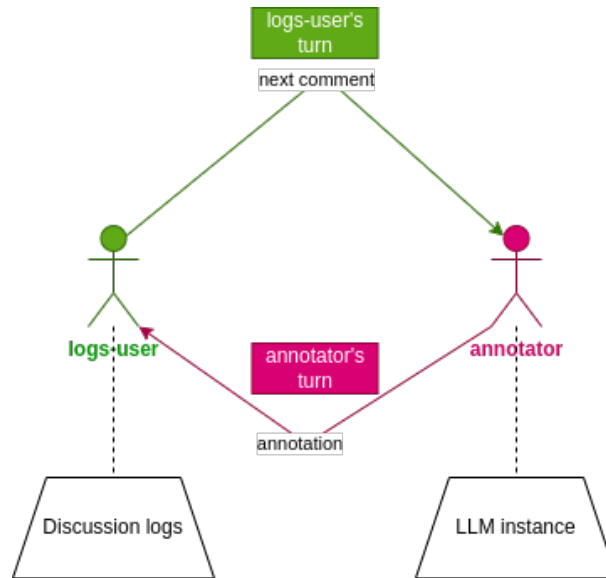 logs-user's
turn
next comment
logs-user
annotator
annotator's
turn
annotation
Discussion logs
LLM instance